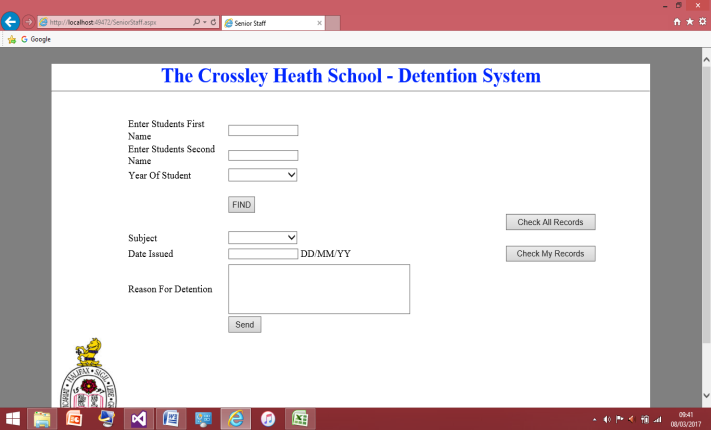 http://localhost:49472/SeniorStaff.aspx
Senior Staff
Google
The Crossley Heath School - Detention System
Enter Students First
Name
Enter Students Second
Name
Year Of Student
FIND
Check All Records
Subject
Date Issued DD/MM/YY
Check My Records
Reason For Detention
Send
HALIFAX
09:41
08/03/2017